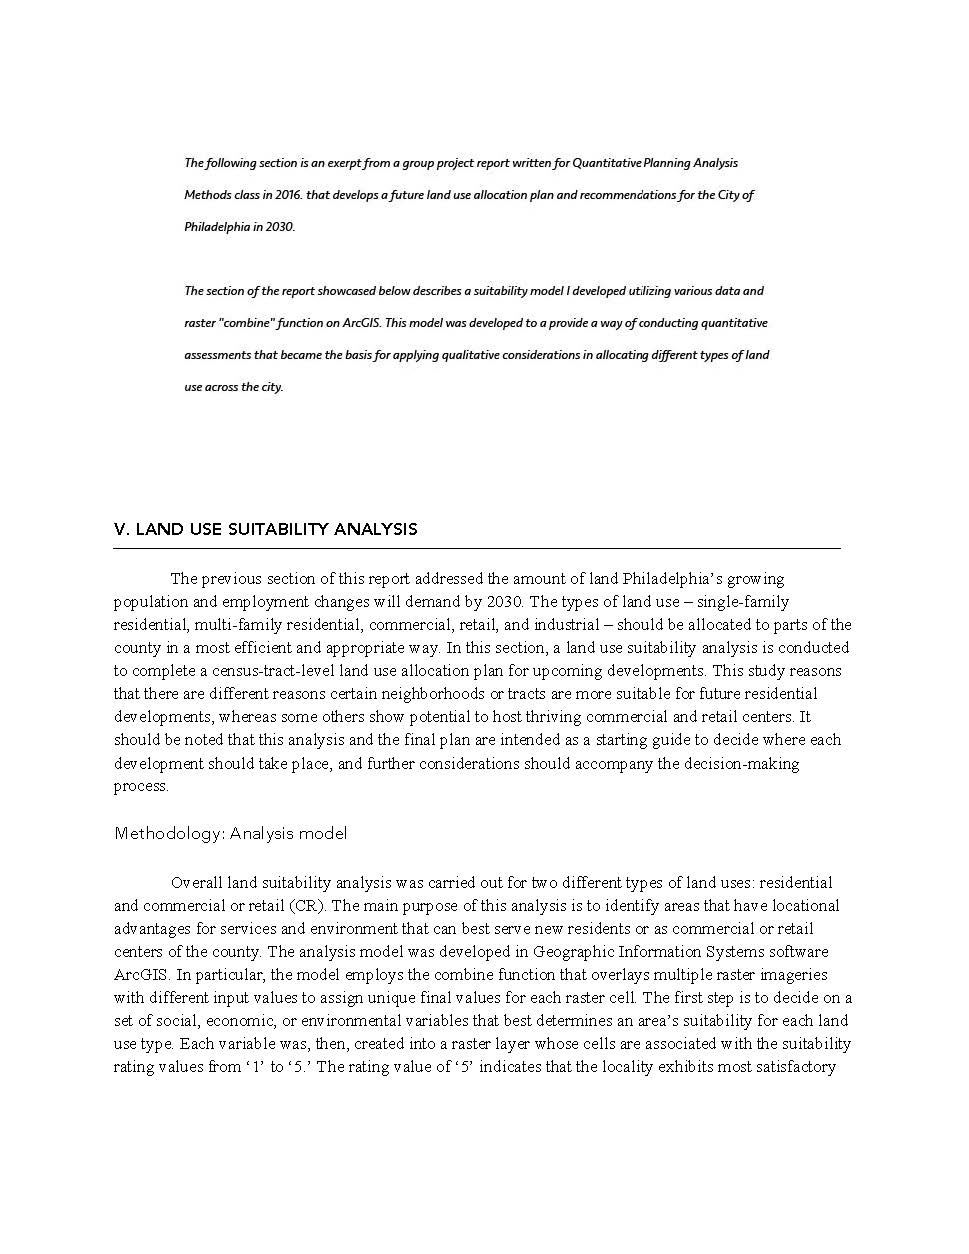 The following section is an exerpt from a group project report written for Quantitative Planning Analysis
Methods class in 2016. that develops a future land use allocation plan and recommendations for the City of
Philadelphia in 2030.
The section of the report showcased below describes a suitability model I developed utilizing various data and
raster "combine" function on ArcGIS. This model was developed to a provide a way of conducting quantitative
assessments that became the basis for applying qualitative considerations in allocating different types of land
use across the city.
V. LAND USE SUITABILITY ANALYSIS
The previous section of this report addressed the amount of land Philadelphia’s growing
population and employment changes will demand by 2030. The types of land use – single-family
residential, multi-family residential, commercial, retail, and industrial – should be allocated to parts of the
county in a most efficient and appropriate way. In this section, a land use suitability analysis is conducted
to complete a census-tract-level land use allocation plan for upcoming developments. This study reasons
that there are different reasons certain neighborhoods or tracts are more suitable for future residential
developments, whereas some others show potential to host thriving commercial and retail centers. It
should be noted that this analysis and the final plan are intended as a starting guide to decide where each
development should take place, and further considerations should accompany the decision-making
process.
Methodology: Analysis model
Overall land suitability analysis was carried out for two different types of land uses: residential
and commercial or retail (CR). The main purpose of this analysis is to identify areas that have locational
advantages for services and environment that can best serve new residents or as commercial or retail
centers of the county. The analysis model was developed in Geographic Information Systems software
ArcGIS. In particular, the model employs the combine function that overlays multiple raster imageries
with different input values to assign unique final values for each raster cell. The first step is to decide on a
set of social, economic, or environmental variables that best determines an area’s suitability for each land
use type. Each variable was, then, created into a raster layer whose cells are associated with the suitability
rating values from ‘1’ to ‘5.’ The rating value of ‘5’ indicates that the locality exhibits most satisfactory